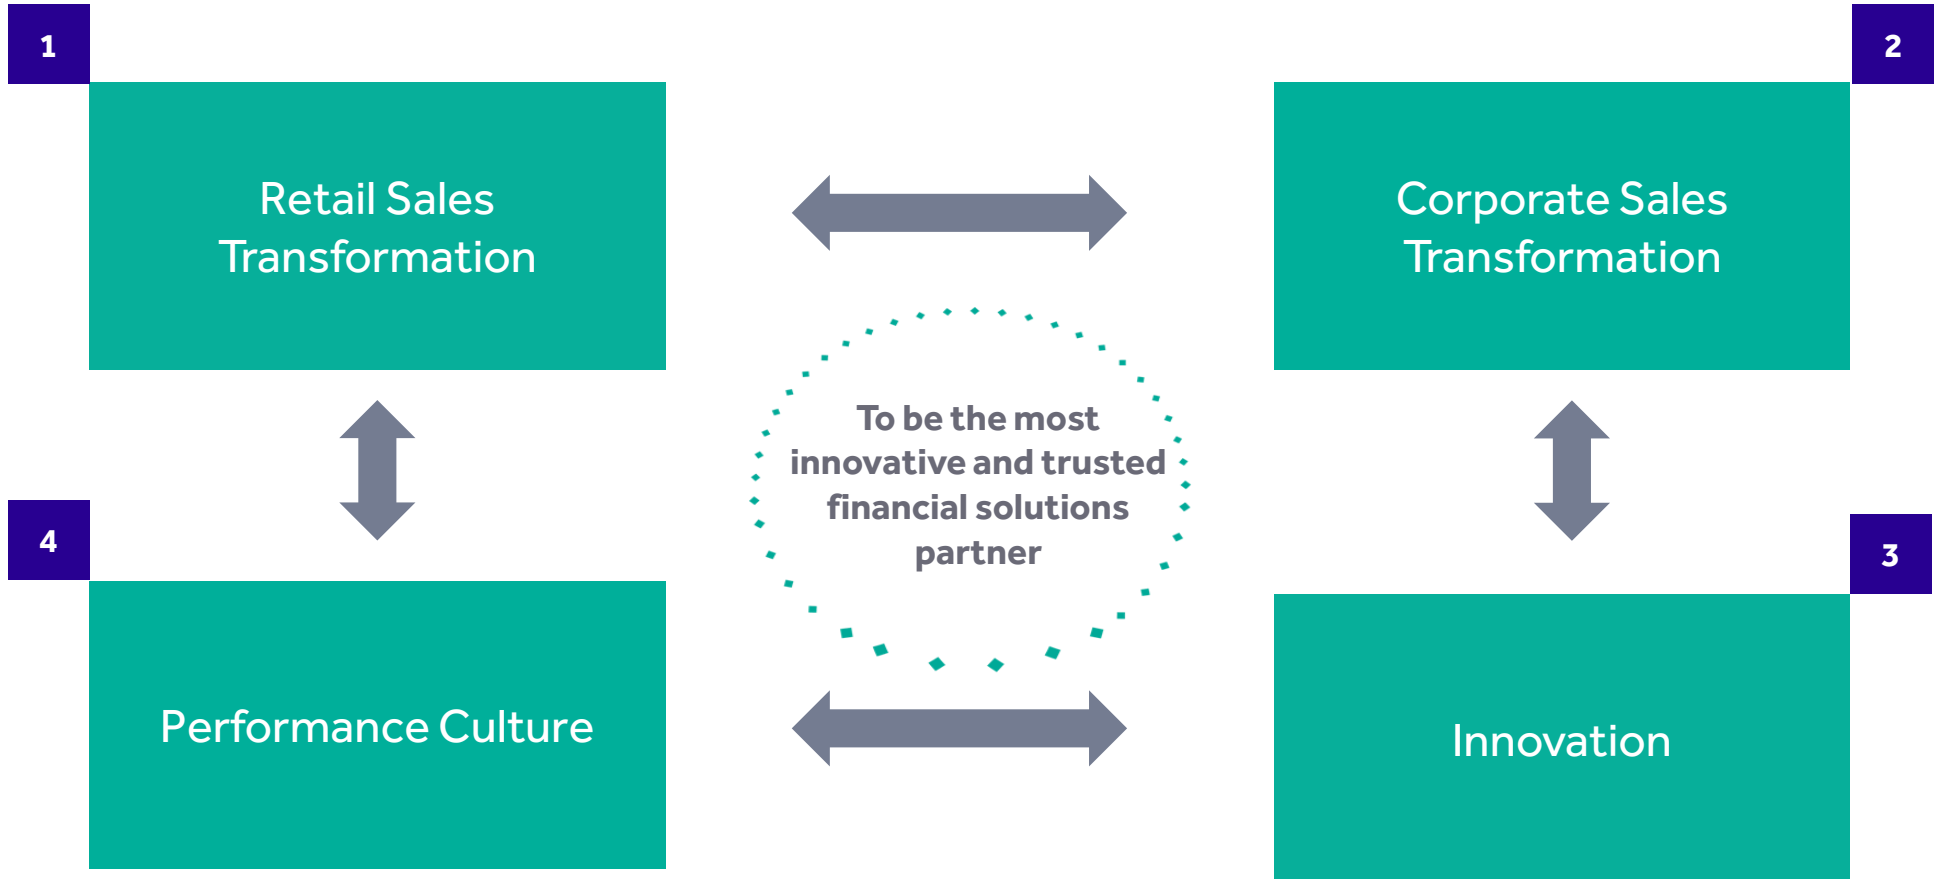 1
Retail Sales
Transformation
2
Corporate Sales
Transformation
To be the most
innovative and trusted
financial solutions
partner
4
Performance Culture
3
Innovation